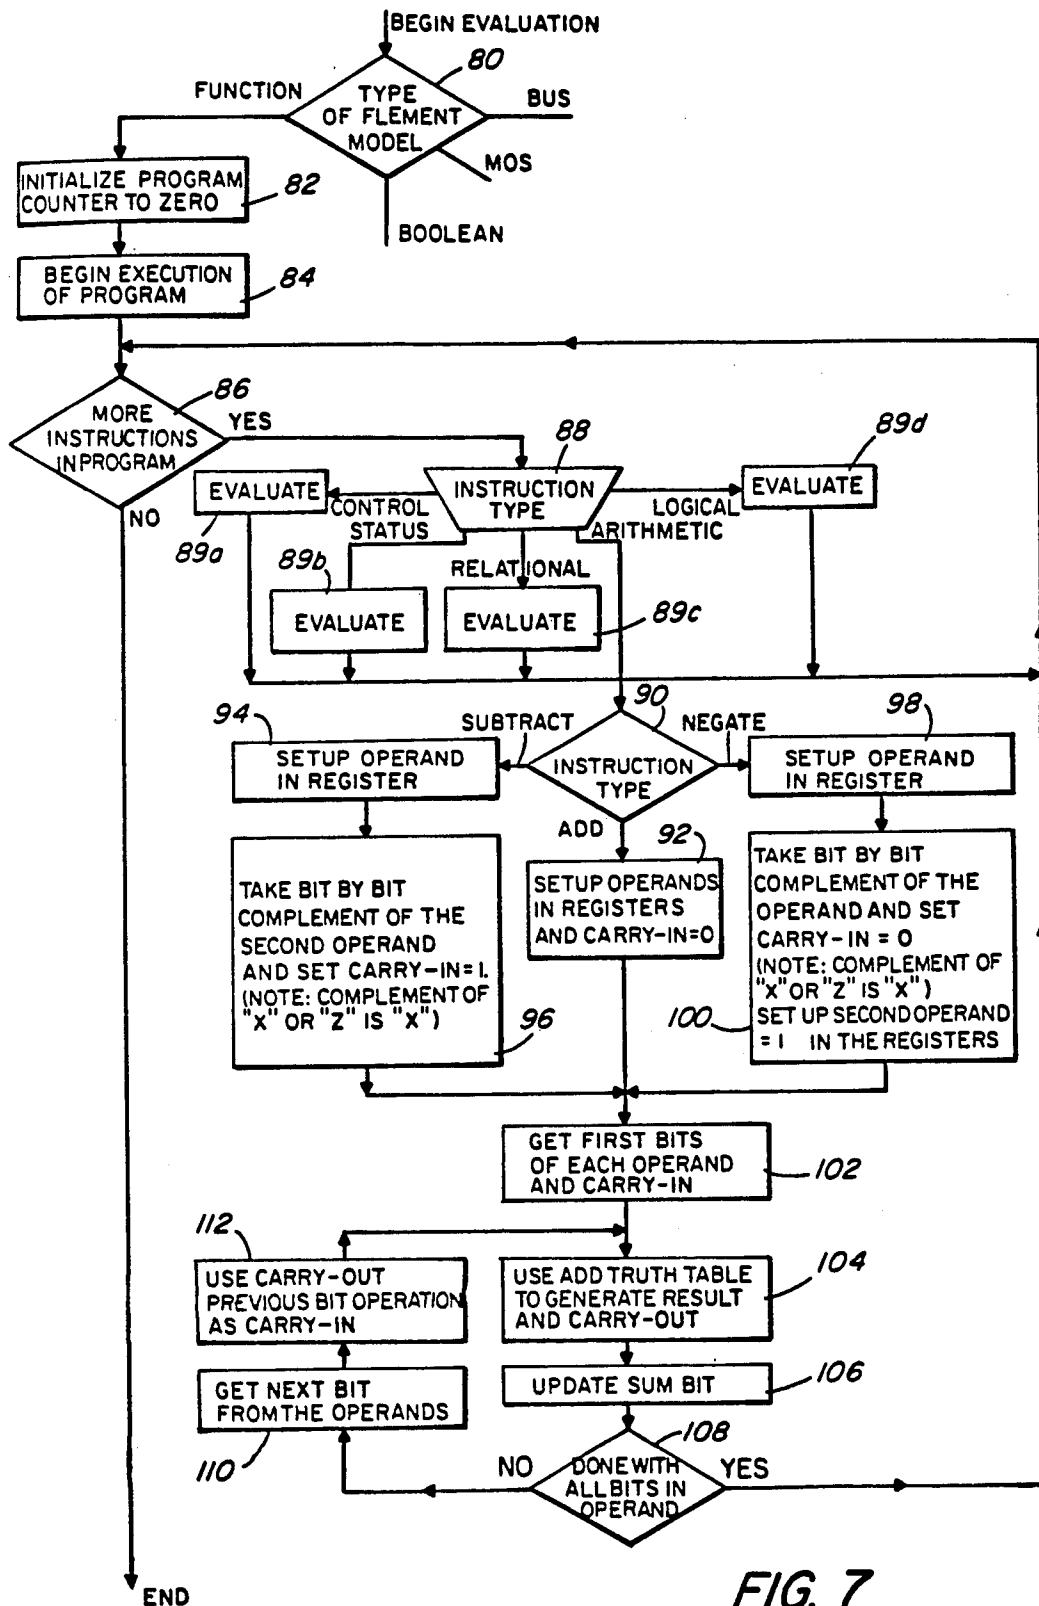 BEGIN EVALUATION
80
FUNCTION
TYPE
OF FLEMENT
MODEL
BUS
MOS
BOOLEAN
INITIALIZE PROGRAM
COUNTER TO ZERO
82
BEGIN EXECUTION
OF PROGRAM
84
86
MORE
INSTRUCTIONS
IN PROGRAM
YES
NO
88
INSTRUCTION
TYPE
89d
EVALUATE
EVALUATE
CONTROL
STATUS
LOGICAL
ARITHMETIC
89a
89b
RELATIONAL
EVALUATE
EVALUATE
89c
90
94
SUBTRACT
NEGATE
98
SETUP OPERAND
IN REGISTER
INSTRUCTION
TYPE
SETUP OPERAND
IN REGISTER
ADD
92
TAKE BIT BY BIT
COMPLEMENT OF THE
SECOND OPERAND
AND SET CARRY-IN=1.
(NOTE: COMPLEMENT OF
"X" OR "Z" IS "X")
96
SETUP OPERANDS
IN REGISTERS
AND CARRY-IN=0
TAKE BIT BY BIT
COMPLEMENT OF THE
OPERAND AND SET
CARRY-IN = 0
(NOTE: COMPLEMENT OF
"X" OR "Z" IS "X")
SET UP SECOND OPERAND
= 1 IN THE REGISTERS
100
GET FIRST BITS
OF EACH OPERAND
AND CARRY-IN
102
112
USE CARRY-OUT
PREVIOUS BIT OPERATION
AS CARRY-IN
USE ADD TRUTH TABLE
TO GENERATE RESULT
AND CARRY-OUT
104
GET NEXT BIT
FROM THE OPERANDS
110
UPDATE SUM BIT
106
108
NO
DONE WITH
ALL BITS IN
OPERAND
YES
END
FIG. 7